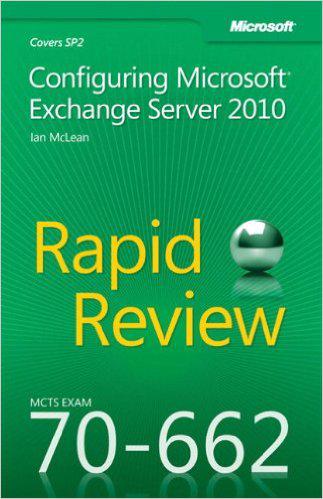 Microsoft®
Covers SP2
Configuring Microsoft®
Exchange Server 2010
Ian McLean
Rapid
Review
MCTS EXAM
70-662